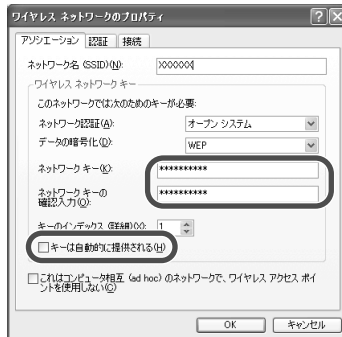 ワイヤレス ネットワークのプロパティ
アソシエーション 認証 接続
ネットワーク名 (SSID)(N): XXXXXX
ワイヤレス ネットワーク キー
このネットワークでは次のためのキーが必要:
ネットワーク認証(A): オープン システム
データの暗号化(D): WEP
ネットワーク キー(K): **********
ネットワーク キーの
確認入力(O): **********
キーのインデックス (詳細)(X): 1
キーは自動的に提供される(H)
これはコンピュータ相互 (ad hoc) のネットワークで、ワイヤレス アクセス ポイ
ントを使用しない(C)
OK キャンセル